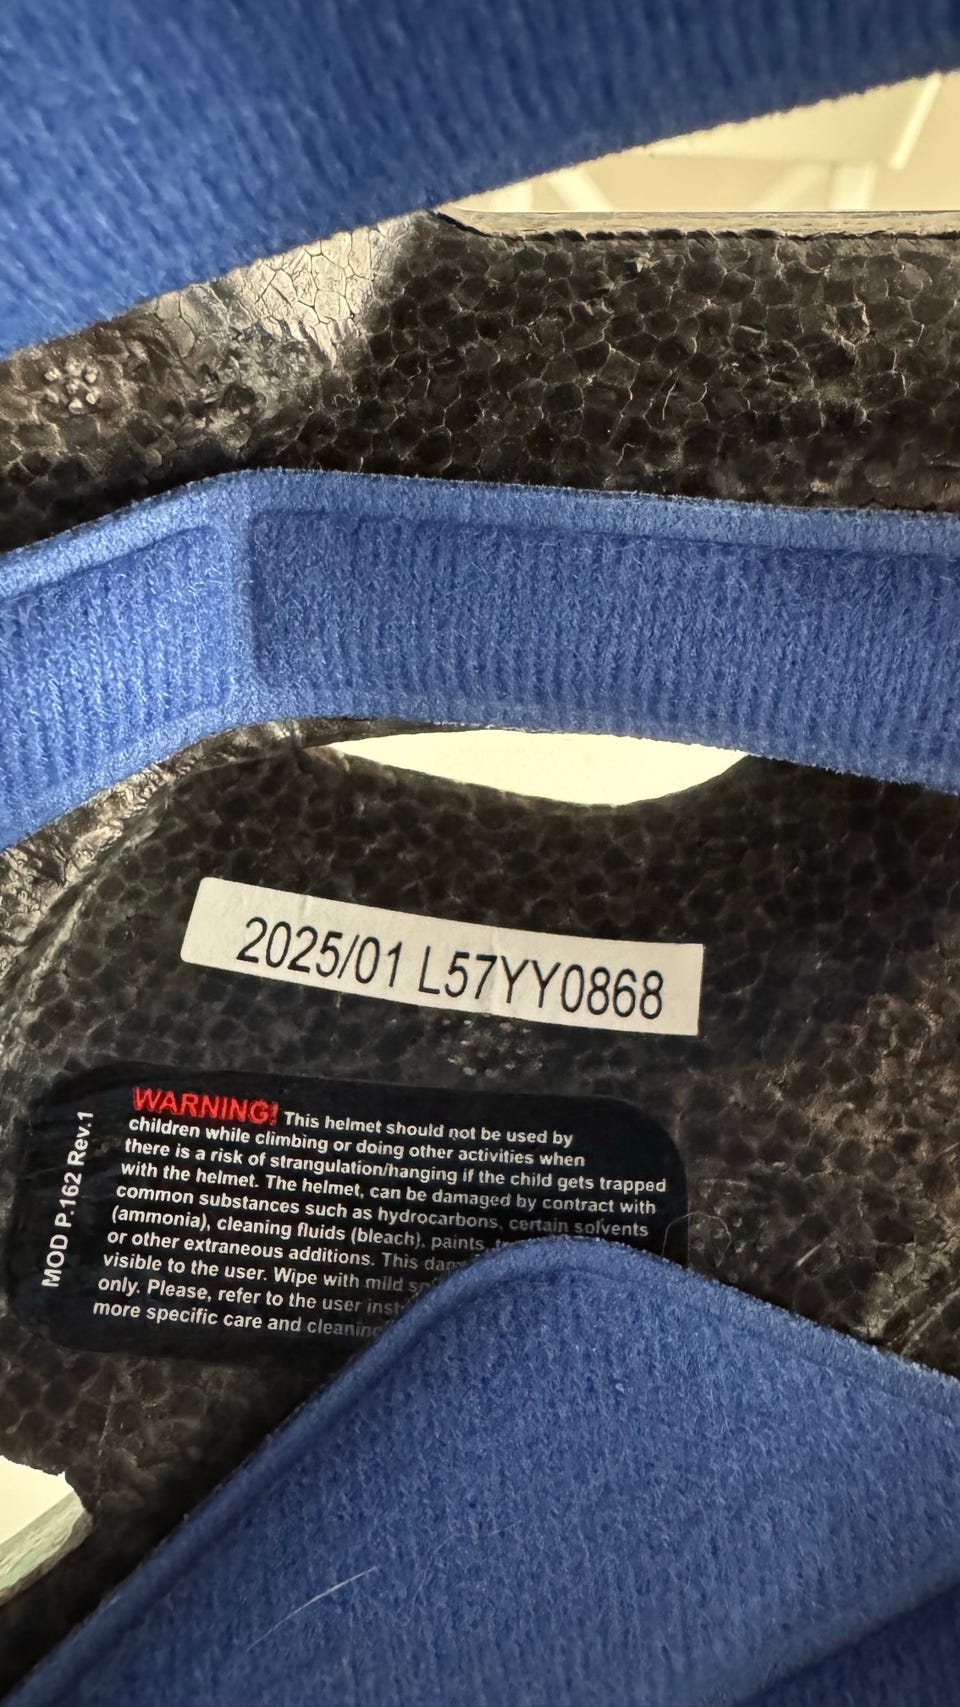 2025/01 L57YY0868
MOD P.162 Rev.1
WARNING! This helmet should not be used by
children while climbing or doing other activities when
there is a risk of strangulation/hanging if the child gets trapped
with the helmet. The helmet, can be damaged by contract with
common substances such as hydrocarbons, certain solvents
(ammonia), cleaning fluids (bleach), paints,
or other extraneous additions. This
visible to the user. Wipe with mild
only. Please, refer to the user
more specific care and